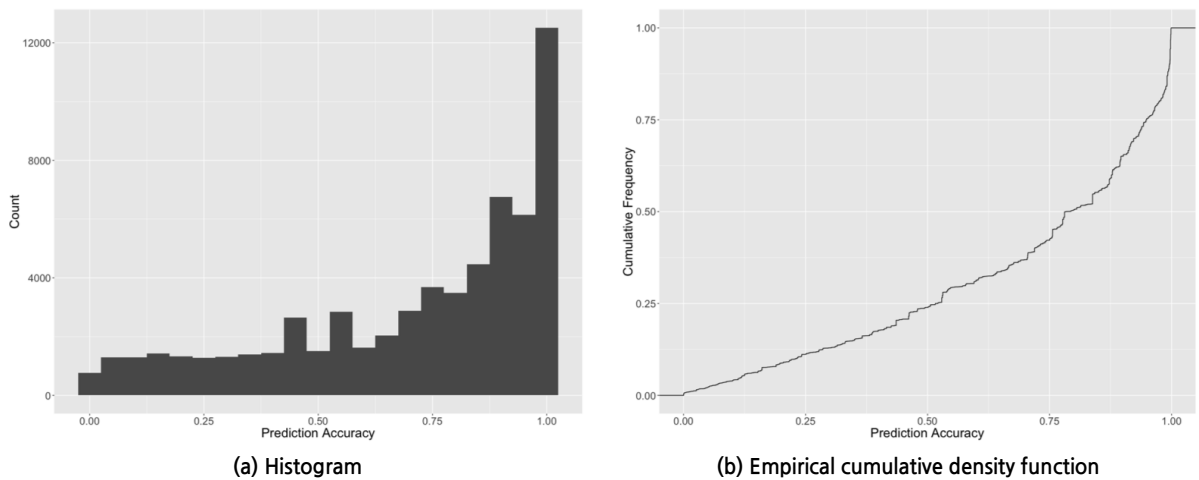 12000
8000
4000
0
Count
0.00 0.25 0.50 0.75 1.00
Prediction Accuracy
(a) Histogram
1.00
0.75
0.50
0.25
0.00
Cumulative Frequency
0.00 0.25 0.50 0.75 1.00
Prediction Accuracy
(b) Empirical cumulative density function